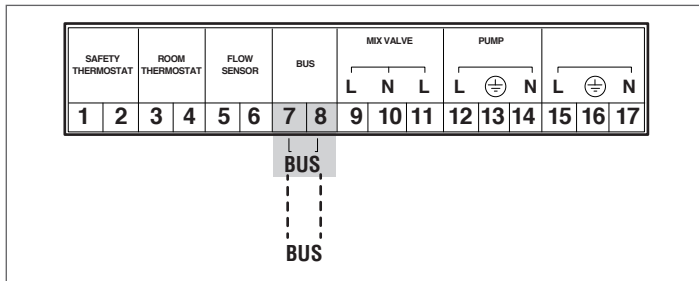 SAFETY THERMOSTAT ROOM THERMOSTAT FLOW SENSOR BUS MIX VALVE PUMP
L N L L N L N
1 2 3 4 5 6 7 8 9 10 11 12 13 14 15 16 17
BUS
BUS